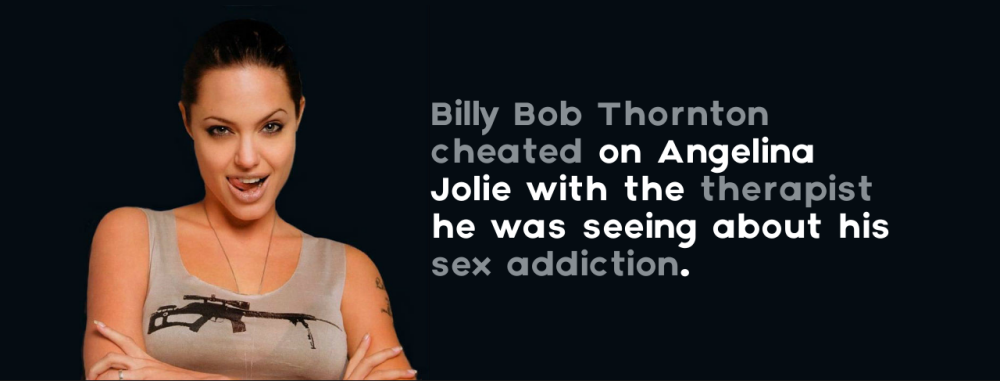 Billy Bob Thornton
cheated on Angelina
Jolie with the therapist
he was seeing about his
sex addiction.